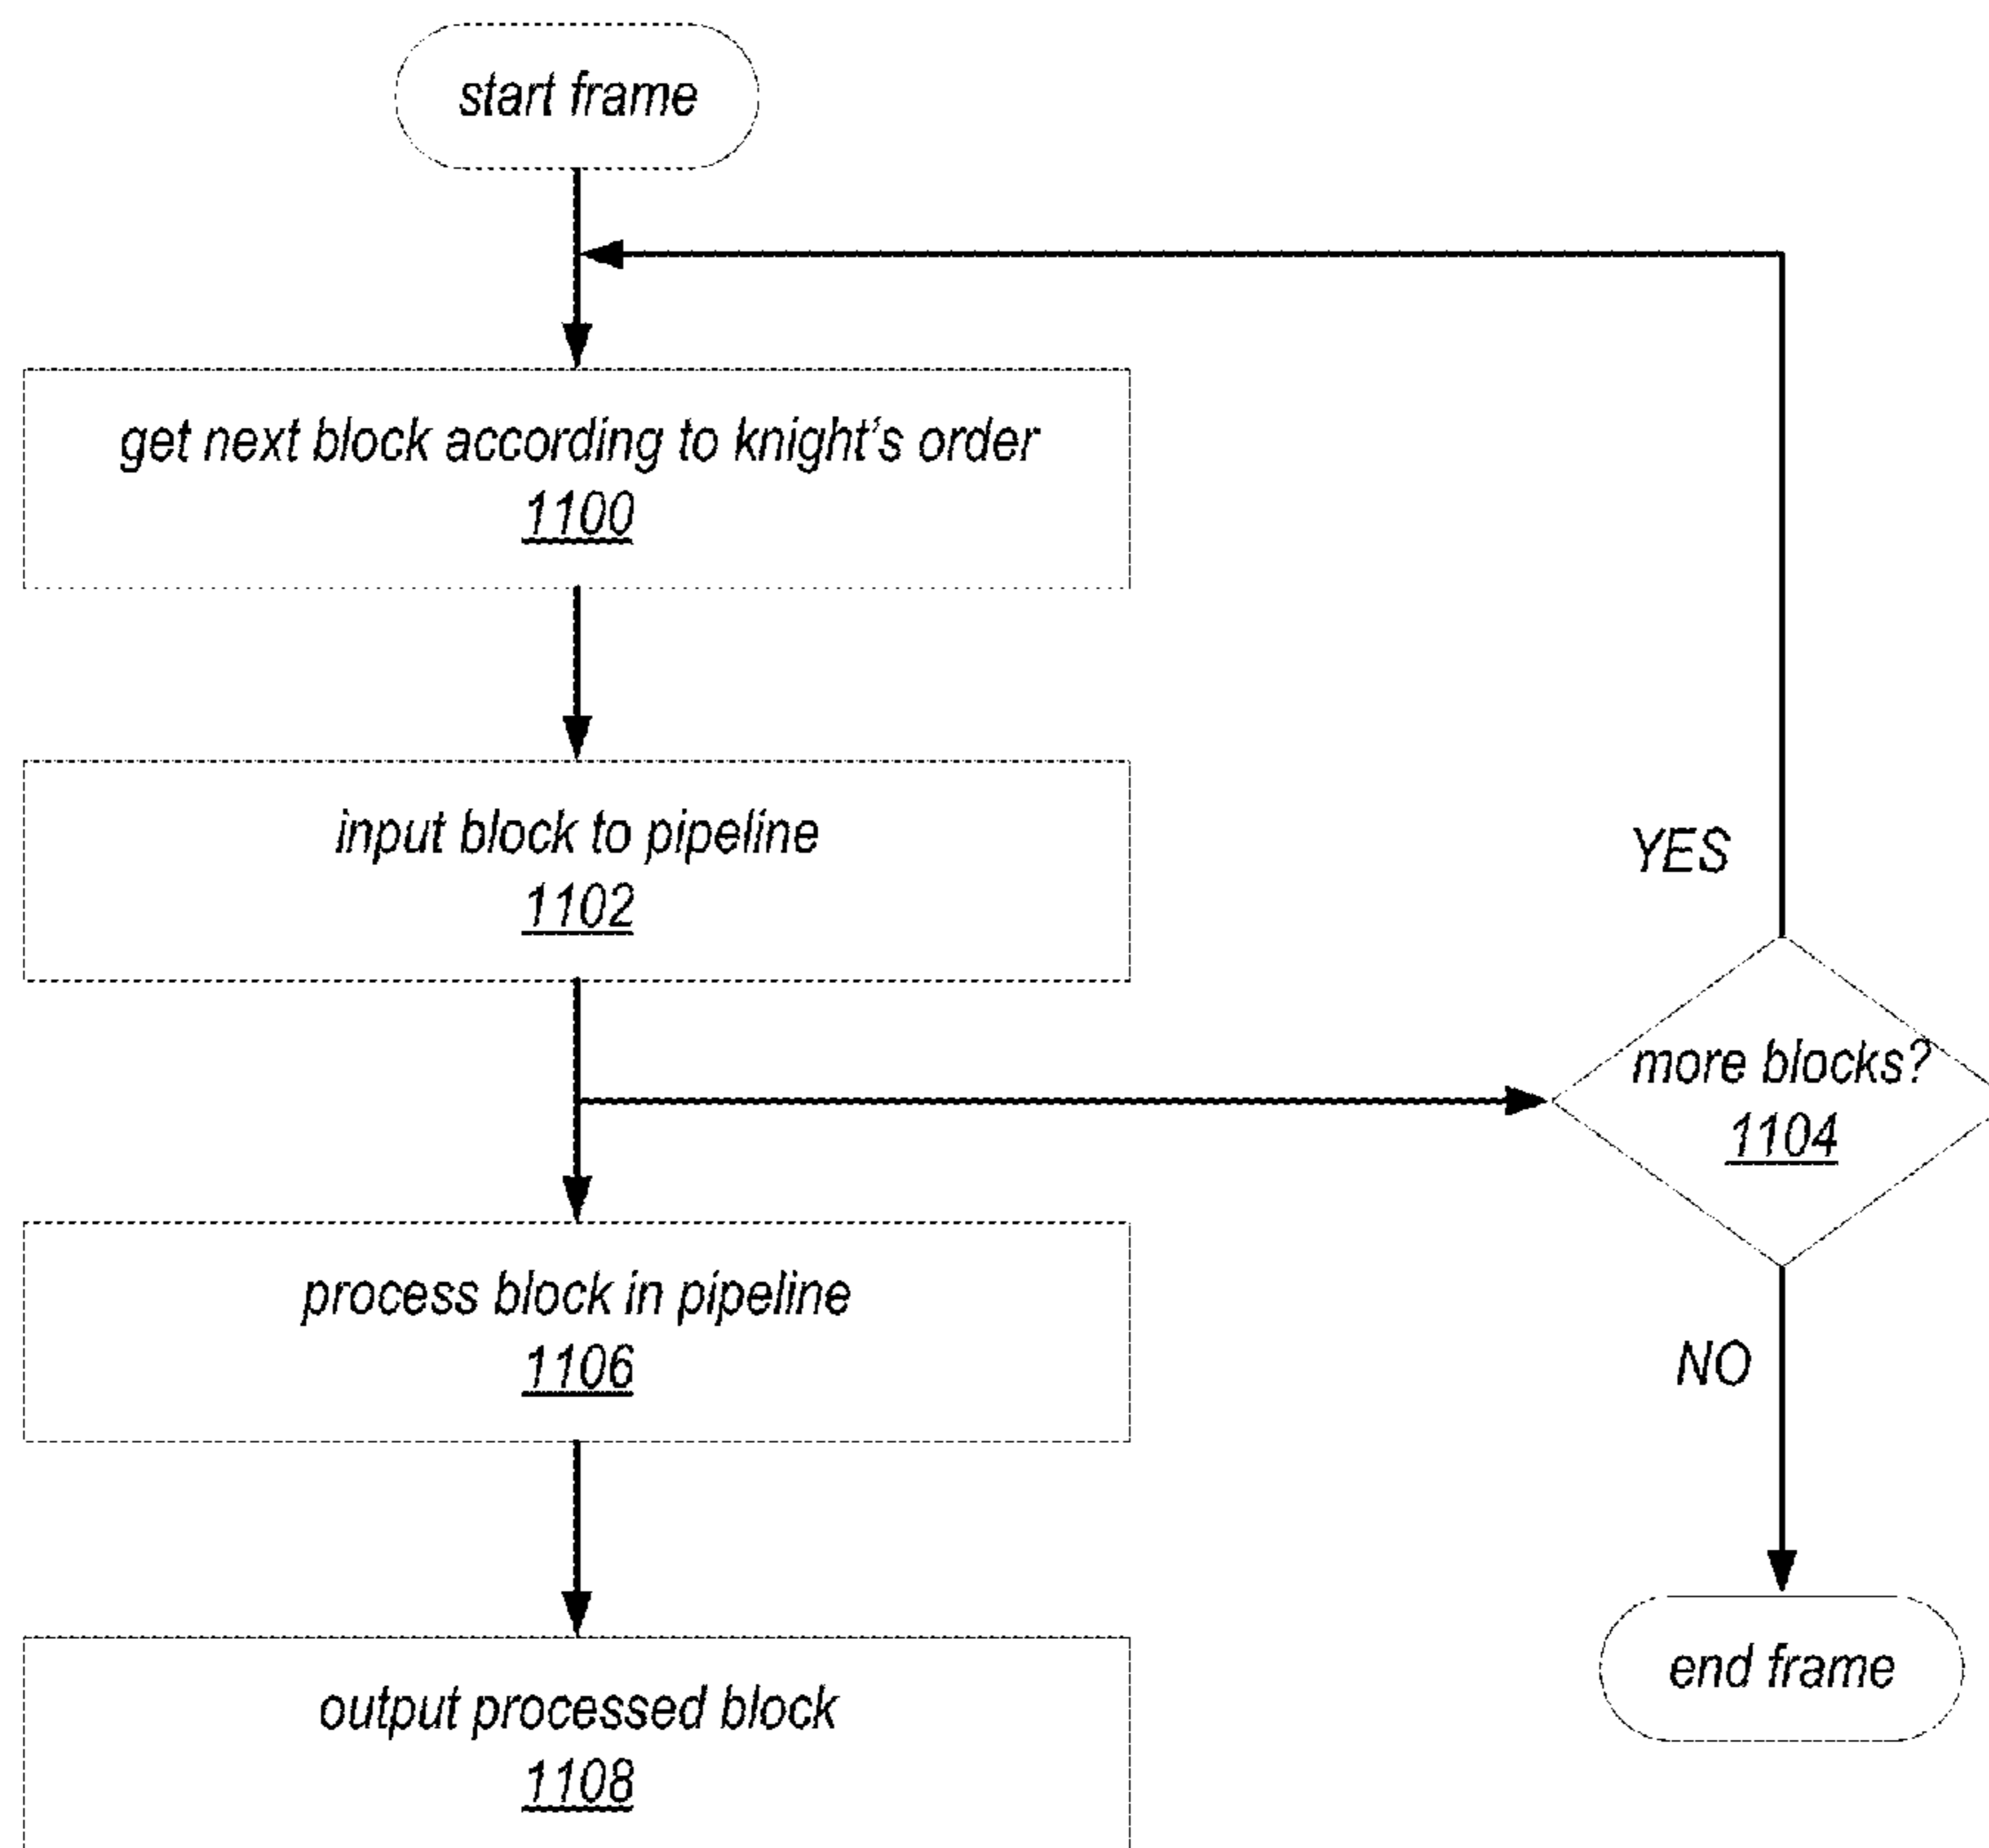 start frame
get next block according to knight's order
1100
input block to pipeline
1102
YES
more blocks?
1104
process block in pipeline
1106
NO
output processed block
1108
end frame